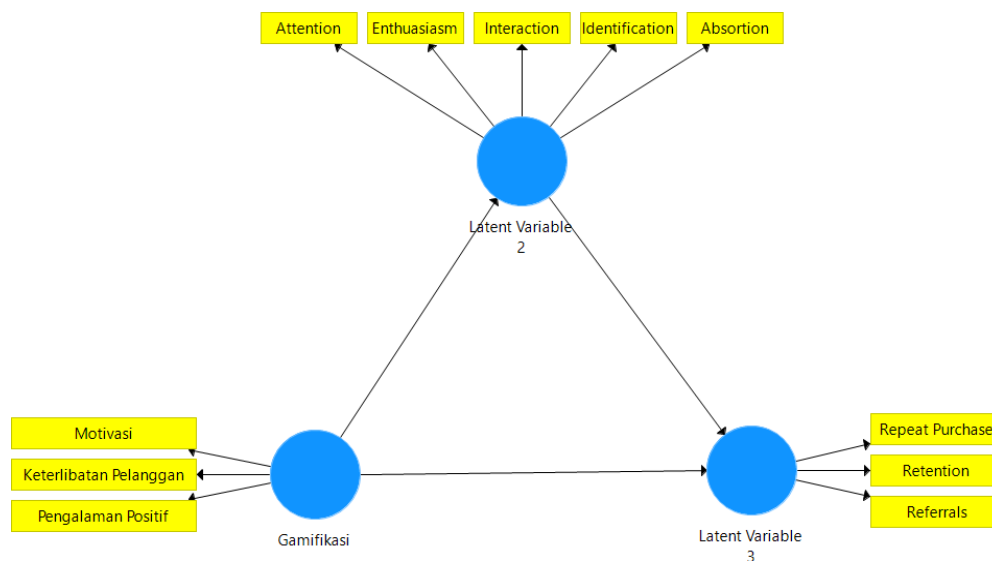 Attention
Enthuasiasm
Interaction
Identification
Absortion
Latent Variable
2
Motivasi
Keterlibatan Pelanggan
Pengalaman Positif
Gamifikasi
Repeat Purchase
Retention
Referrals
Latent Variable
3